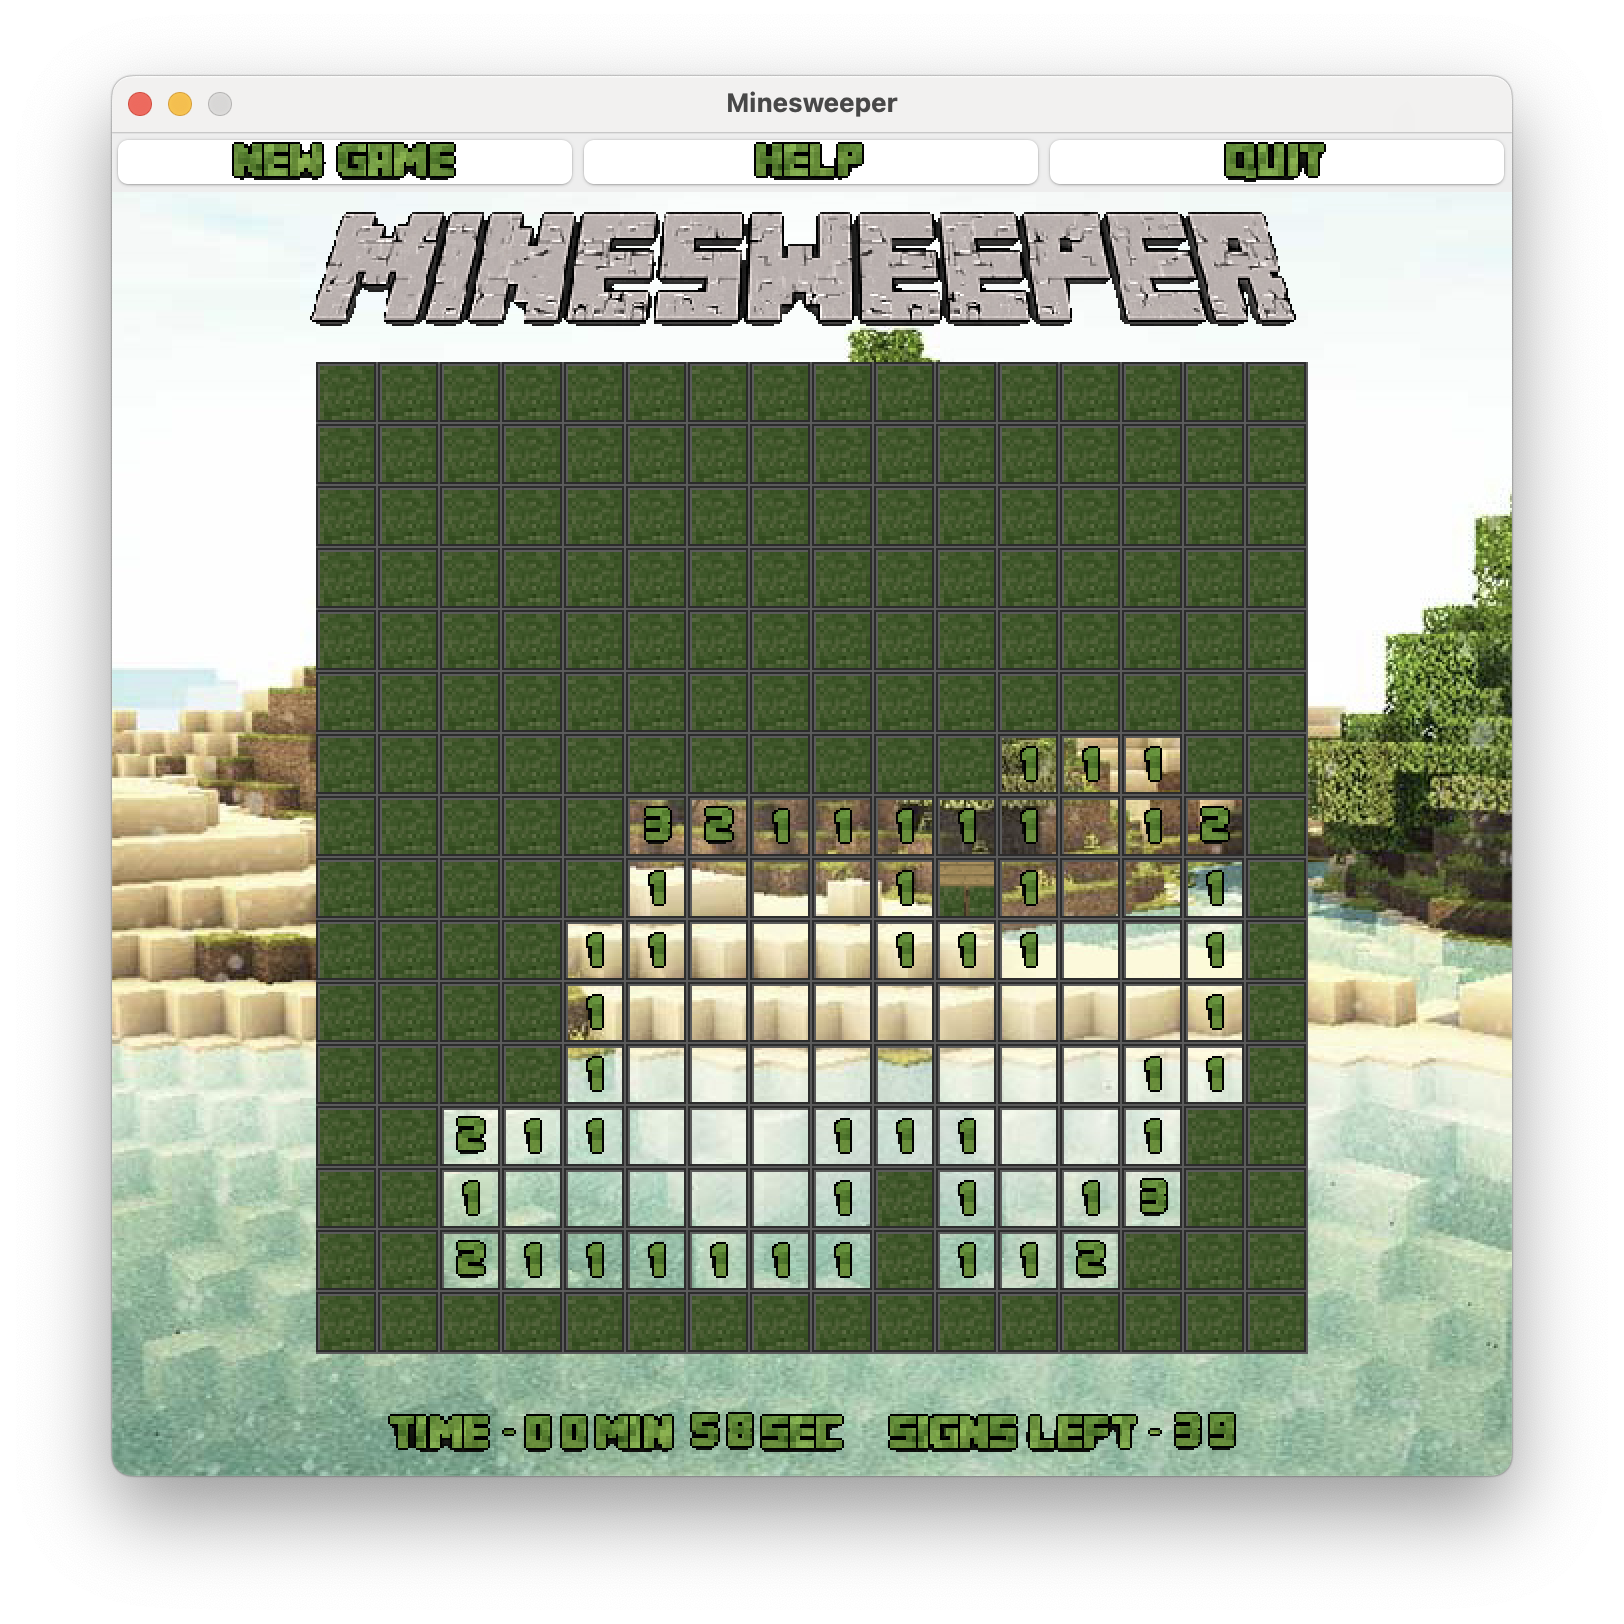 Minesweeper
NEW GAME HELP QUIT
MINESWEEPER
1 1 1
3 2 1 1 1 1 1 1 2
1 1 1 1
1 1 1 1 1 1
1 1
1 1 1
2 1 1 1 1 1 1
1 1 1 1 3
2 1 1 1 1 1 1 1 1 2
TIME - 00 MIN 58 SEC SIGNS LEFT - 39